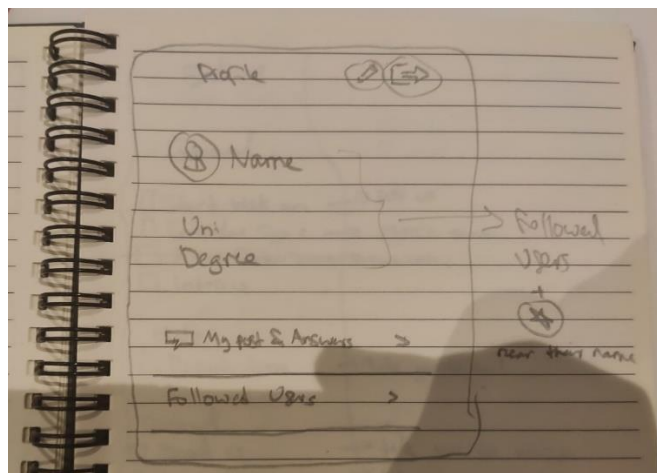 Profile
Name
Uni
Degree
My post & Answers >
Followed Users >
Followed
Users
+
near their name